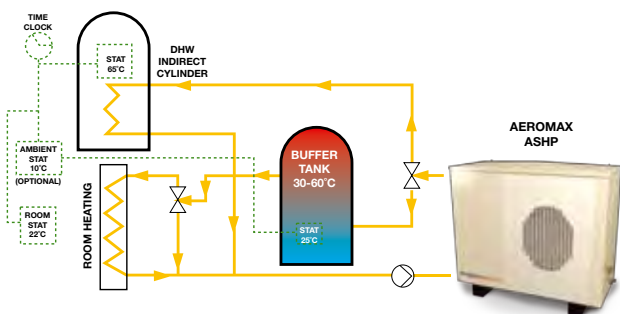 TIME
CLOCK
STAT
65°C
DHW
INDIRECT
CYLINDER
AEROMAX
ASHP
AMBIENT
STAT
10°C
(OPTIONAL)
ROOM
STAT
22°C
ROOM HEATING
BUFFER
TANK
30-60°C
STAT
25°C